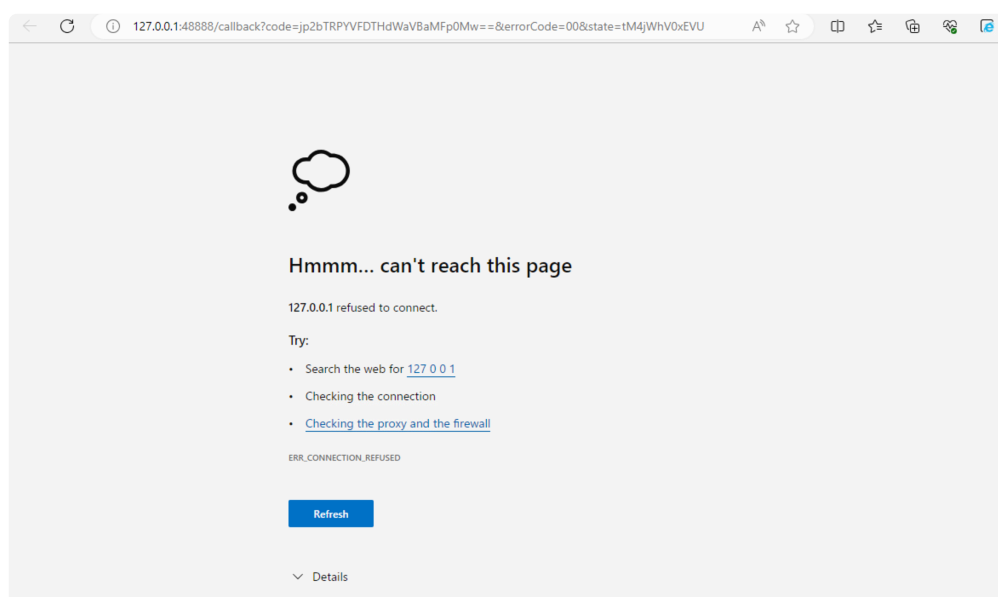 127.0.0.1:48888/callback?code=jp2bTRPYVFDTHdWaVBaMFp0Mw==&errorCode=00&state=tM4jWhV0xEVU
Hmmm... can't reach this page
127.0.0.1 refused to connect.
Try:
• Search the web for 127 0 0 1
• Checking the connection
• Checking the proxy and the firewall
ERR_CONNECTION_REFUSED
Refresh
Details